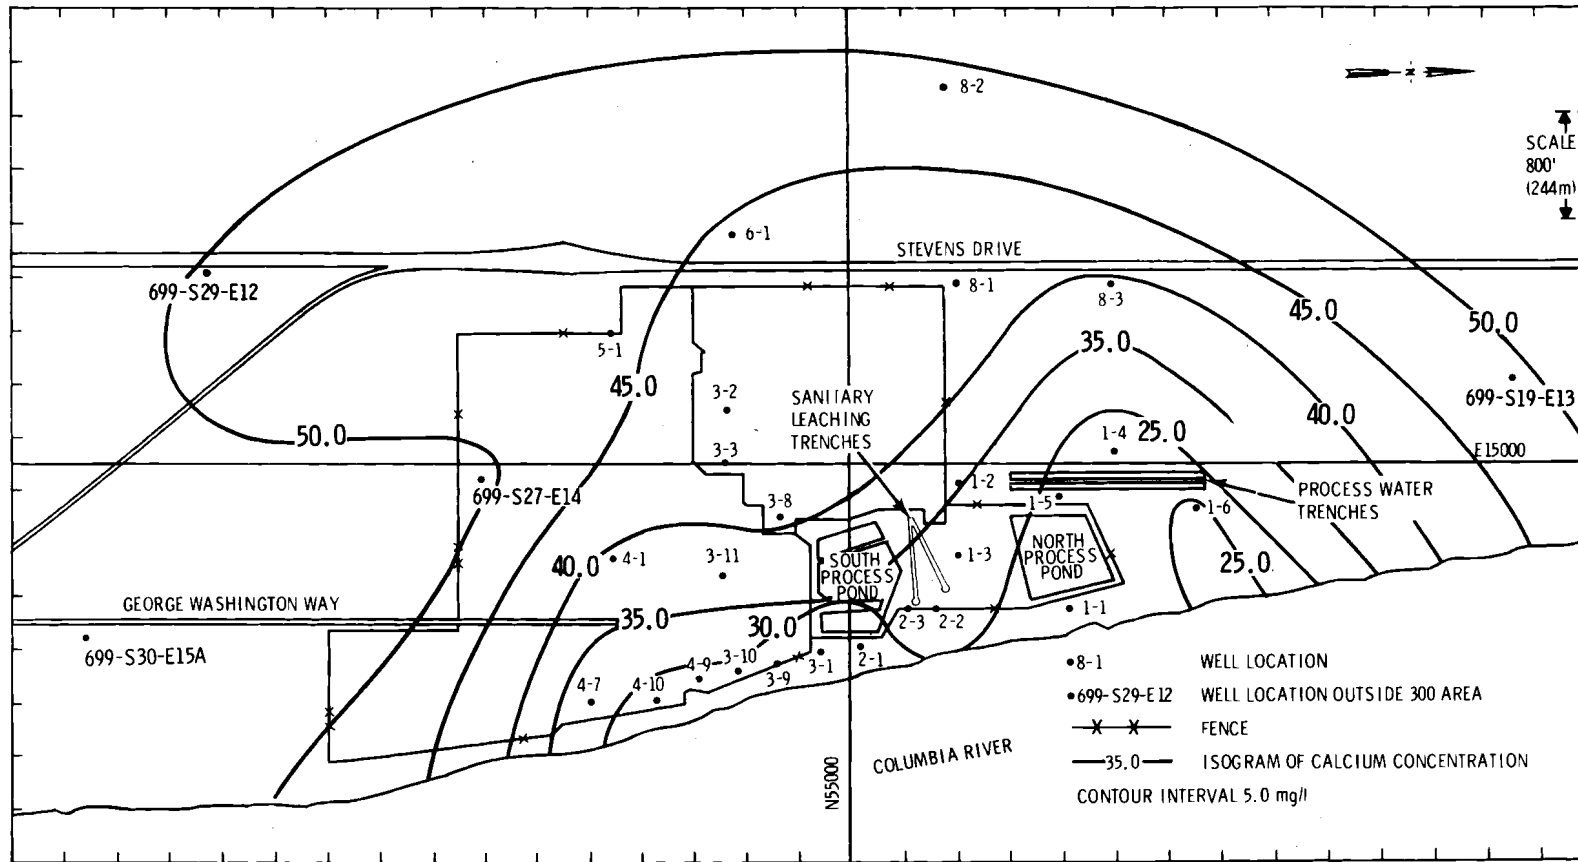 8-2
SCALE
800'
(244m)
6-1
STEVENS DRIVE
699-S29-E12
8-1
8-3
45.0
50.0
5-1
35.0
45.0
3-2
SANITARY
LEACHING
TRENCHES
699-S19-E13
40.0
50.0
3-3
1-4
25.0
E15000
699-S27-E14
1-2
PROCESS WATER
TRENCHES
3-8
1-5
1-6
4-1
3-11
40.0
SOUTH
PROCESS
POND
1-3
NORTH
PROCESS
POND
25.0
GEORGE WASHINGTON WAY
35.0
30.0
2-3
2-2
1-1
699-S30-E15A
4-9
3-10
3-9
3-1
2-1
4-7
4-10
8-1 WELL LOCATION
699-S29-E12 WELL LOCATION OUTSIDE 300 AREA
FENCE
35.0 ISOGRAM OF CALCIUM CONCENTRATION
CONTOUR INTERVAL 5.0 mg/l
N55000
COLUMBIA RIVER